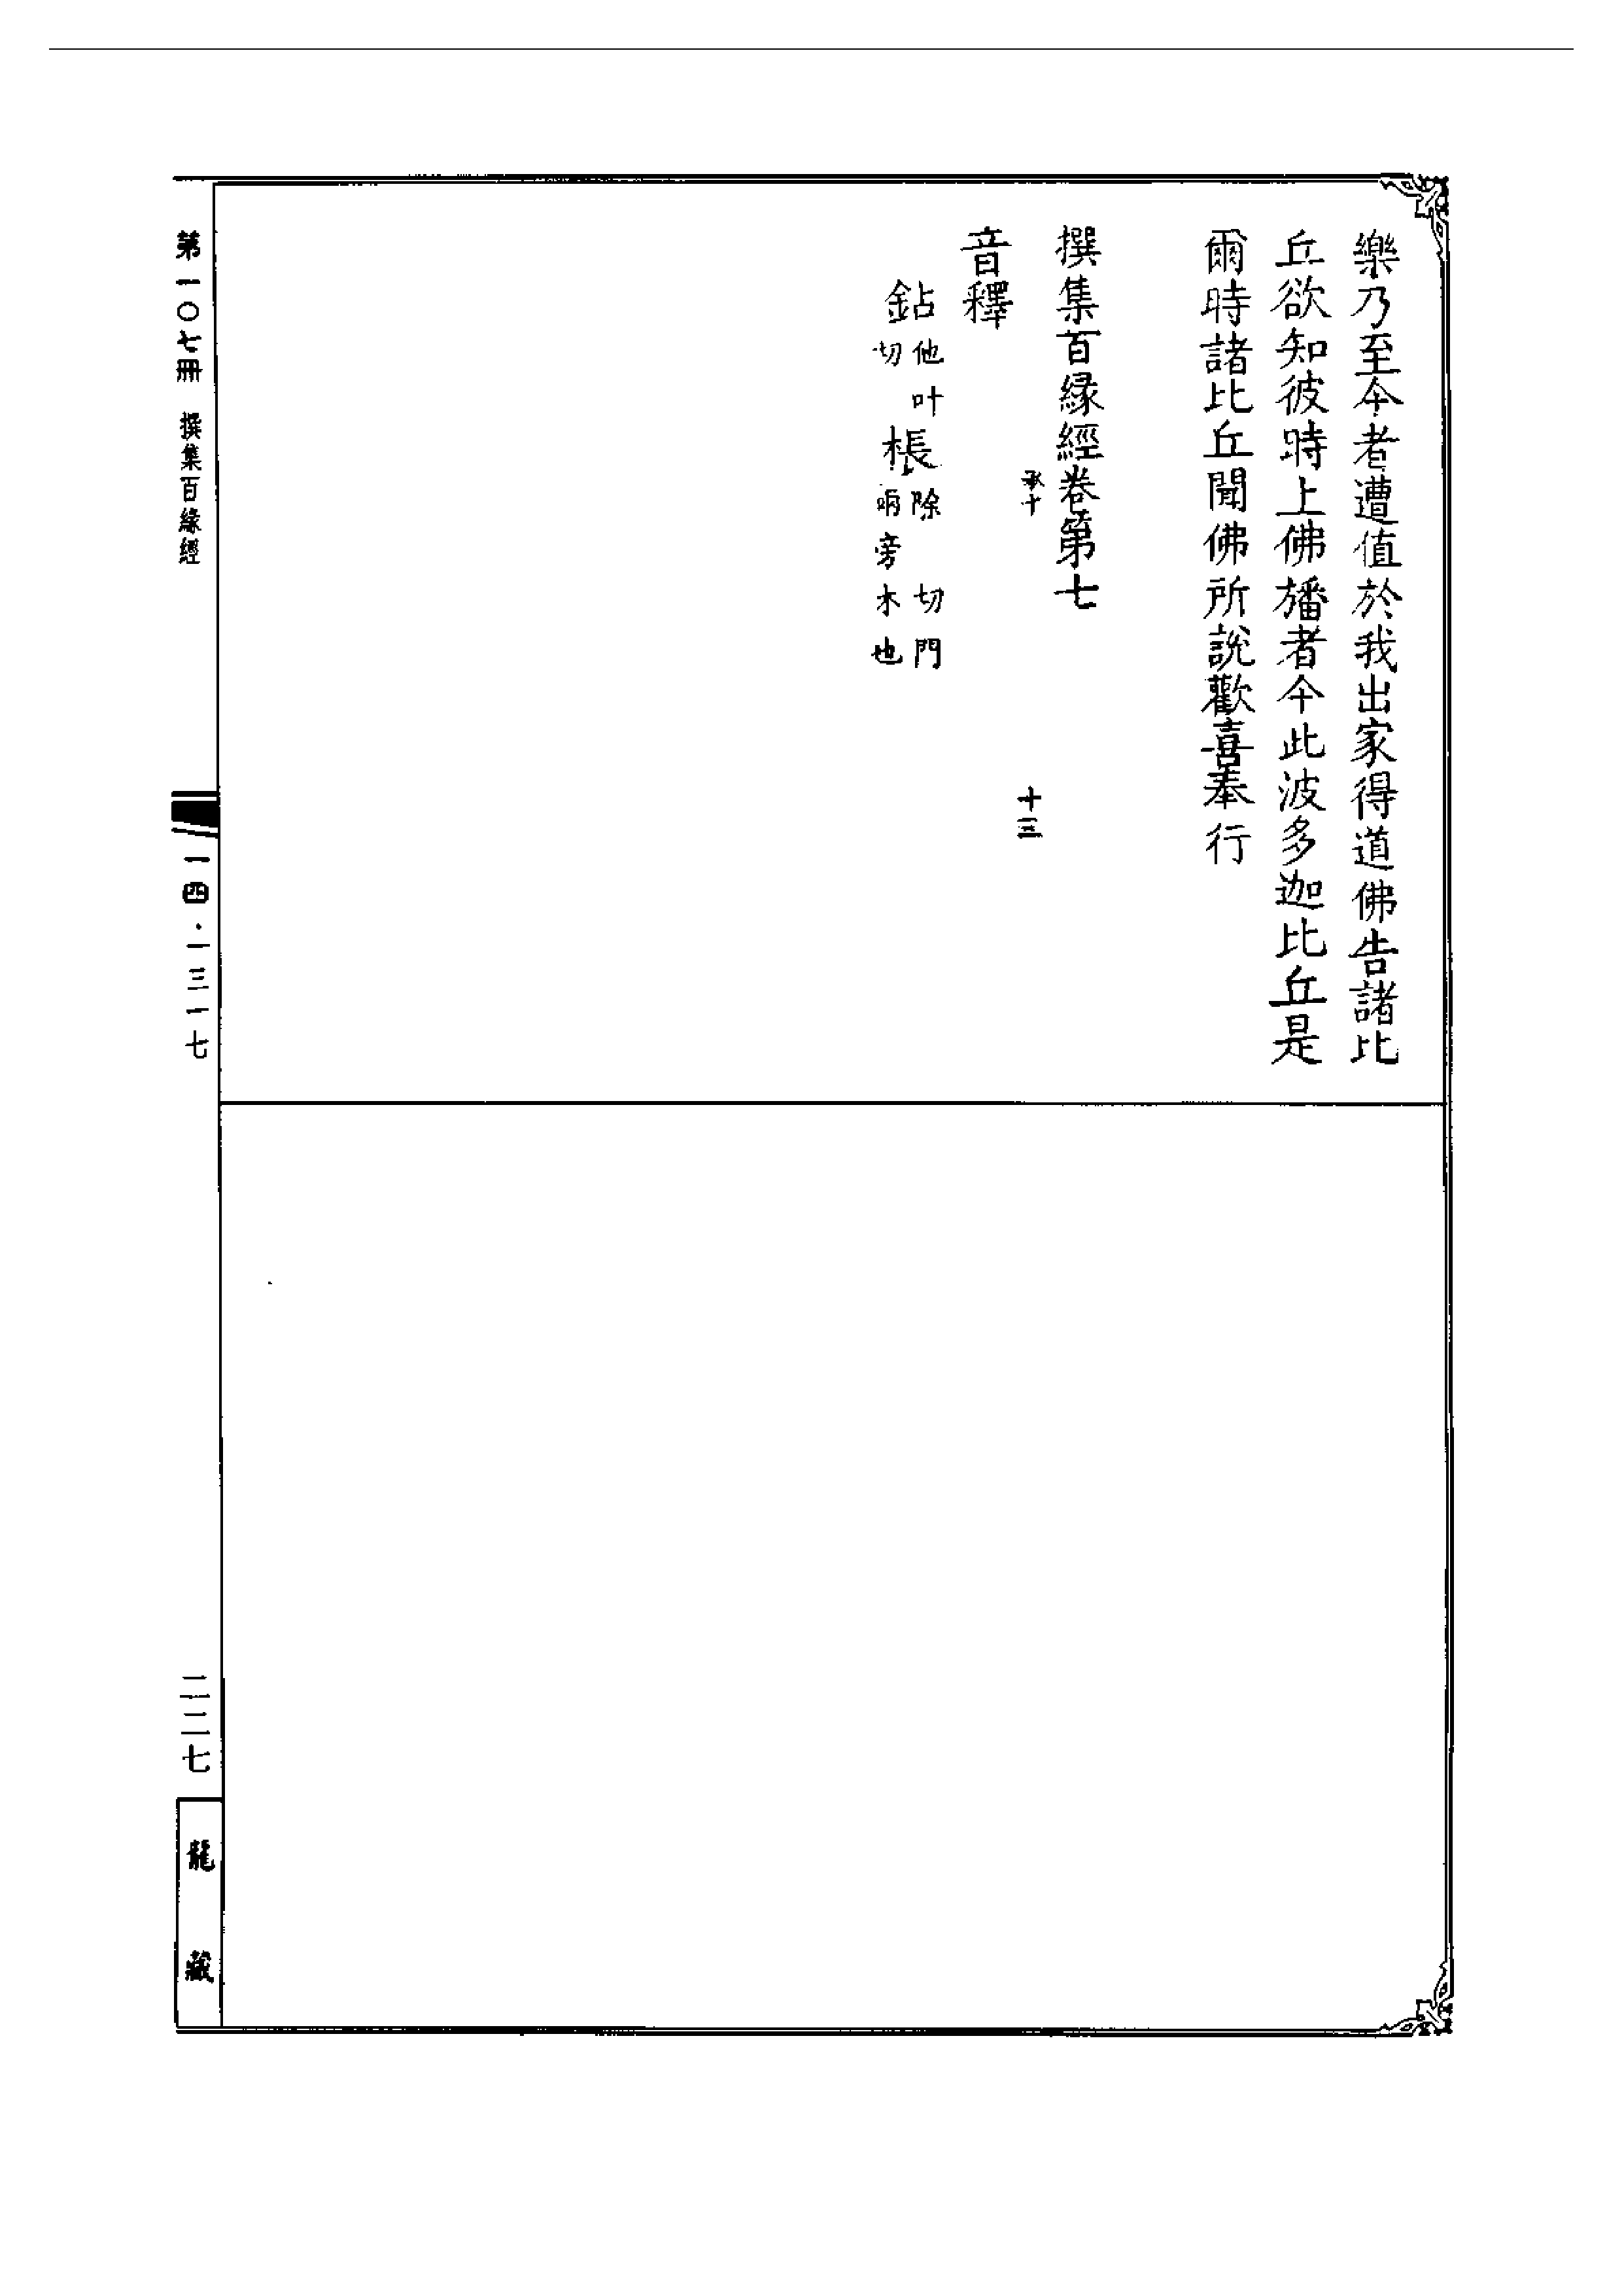 樂乃至今者遭值於我出家得道佛告諸比
丘欲知彼時上佛旛者今此波多迦比丘是
爾時諸比丘聞佛所說歡喜奉行
撰集百緣經卷第七
承十 十三
音釋
鉆他叶切 棖除 切門兩旁木也
第一〇七冊 撰集百緣經
一四·一三一七
二二七
龍藏